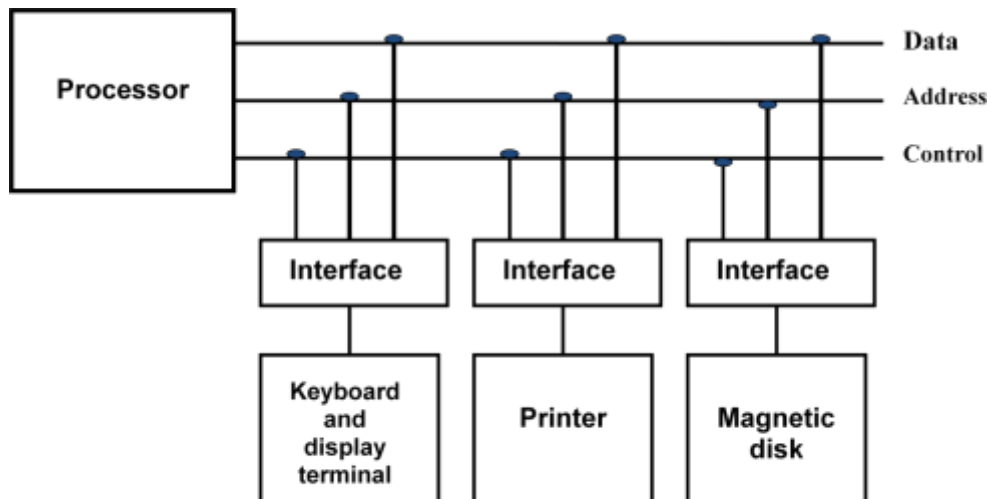 Data
Processor
Address
Control
Interface
Interface
Interface
Keyboard
and
display
terminal
Printer
Magnetic
disk